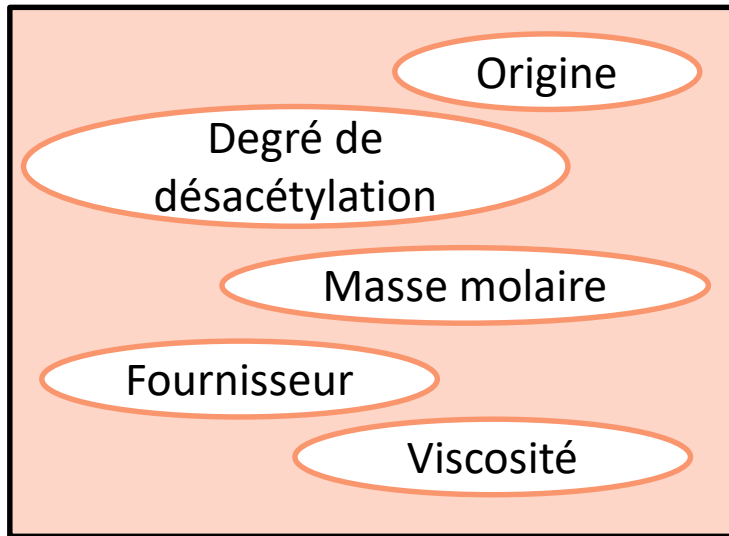 Origine
Degré de
désacétylation
Masse molaire
Fournisseur
Viscosité